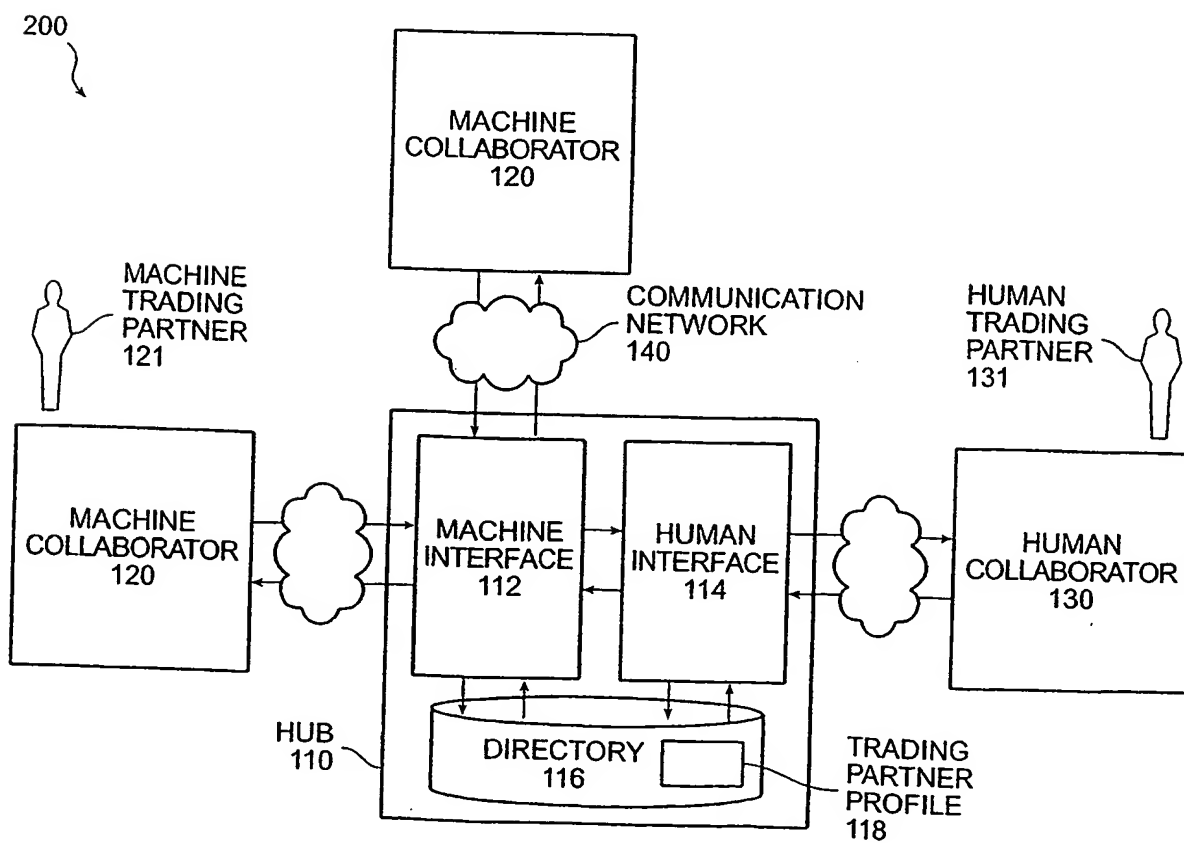 200
MACHINE
COLLABORATOR
120
MACHINE
TRADING
PARTNER
121
COMMUNICATION
NETWORK
140
HUMAN
TRADING
PARTNER
131
MACHINE
COLLABORATOR
120
MACHINE
INTERFACE
112
HUMAN
INTERFACE
114
HUMAN
COLLABORATOR
130
HUB
110
DIRECTORY
116
TRADING
PARTNER
PROFILE
118